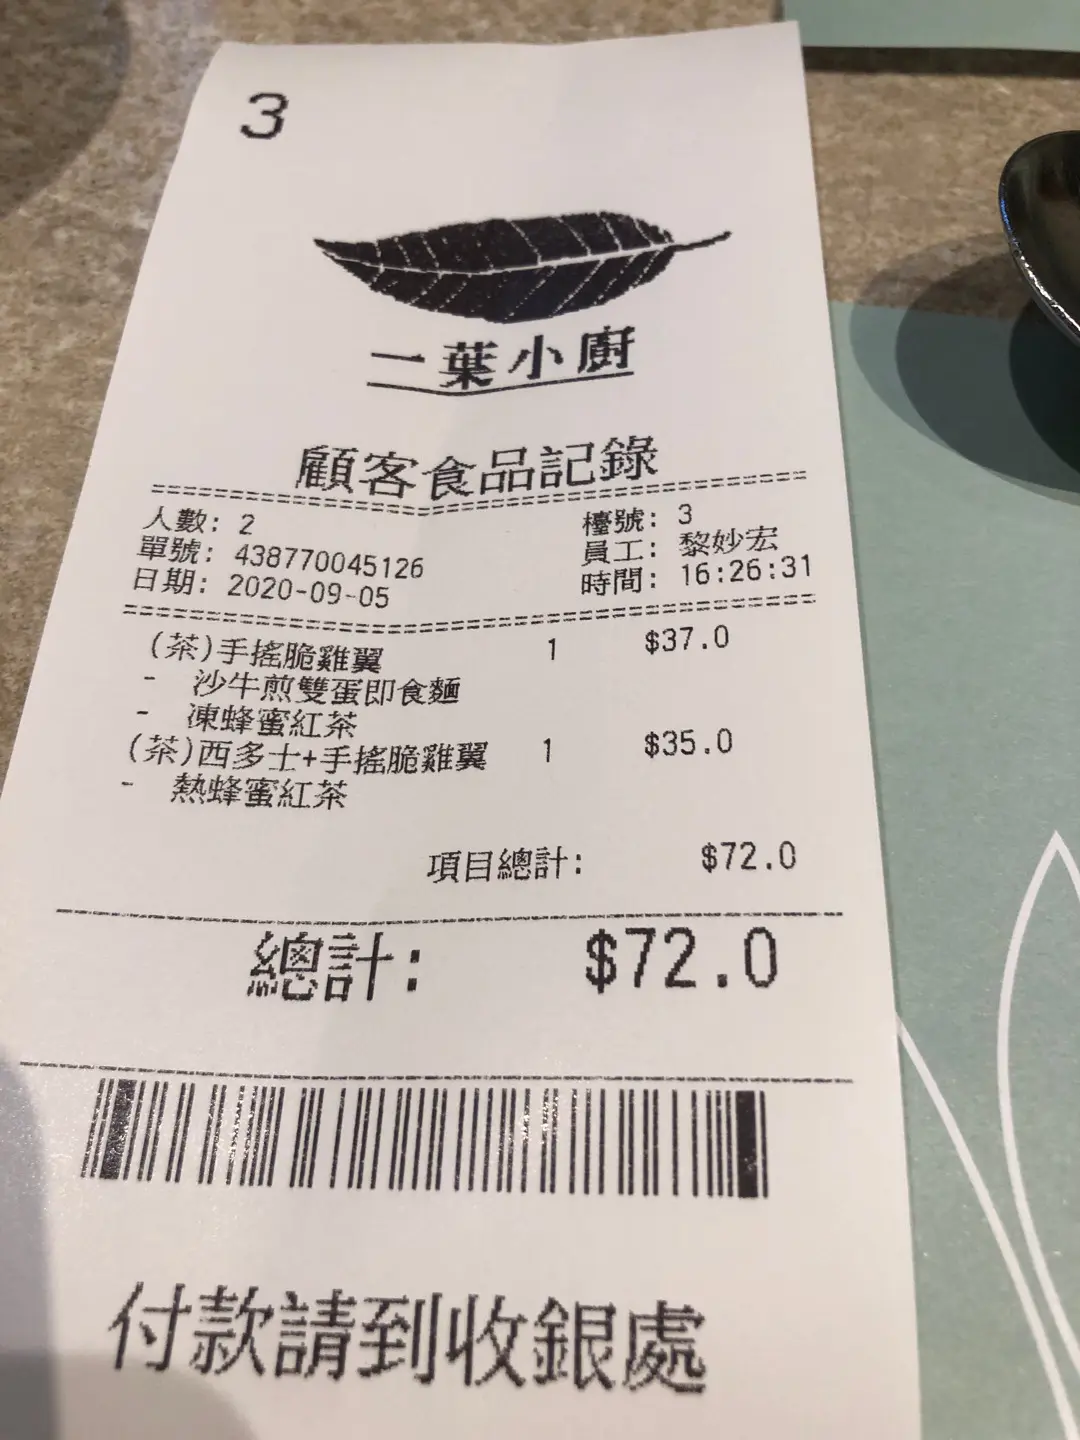 3
一葉小廚
顧客食品記錄
人數: 2
檯號: 3
單號: 438770045126
員工: 黎妙宏
日期: 2020-09-05
時間: 16:26:31
(茶)手搖脆雞翼 1 $37.0
- 沙牛煎雙蛋即食麵
- 凍蜂蜜紅茶
(茶)西多士+手搖脆雞翼 1 $35.0
- 熱蜂蜜紅茶
項目總計: $72.0
總計: $72.0
付款請到收銀處